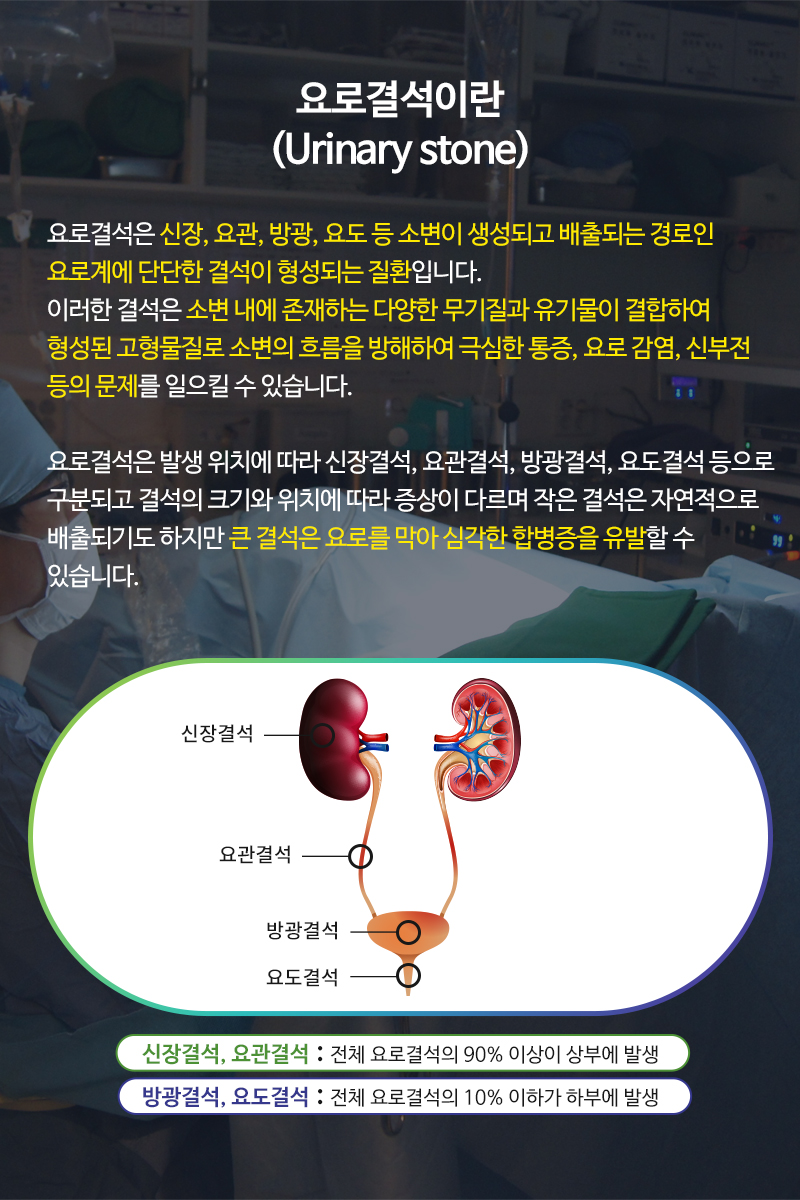 요로결석이란
(Urinary stone)
요로결석은 신장, 요관, 방광, 요도 등 소변이 생성되고 배출되는 경로인
요로계에 단단한 결석이 형성되는 질환입니다.
이러한 결석은 소변 내에 존재하는 다양한 무기질과 유기물이 결합하여
형성된 고형물질로 소변의 흐름을 방해하여 극심한 통증, 요로 감염, 신부전
등의 문제를 일으킬 수 있습니다.
요로결석은 발생 위치에 따라 신장결석, 요관결석, 방광결석, 요도결석 등으로
구분되고 결석의 크기와 위치에 따라 증상이 다르며 작은 결석은 자연적으로
배출되기도 하지만 큰 결석은 요로를 막아 심각한 합병증을 유발할 수
있습니다.
신장결석
요관결석
방광결석
요도결석
신장결석, 요관결석 : 전체 요로결석의 90% 이상이 상부에 발생
방광결석, 요도결석 : 전체 요로결석의 10% 이하가 하부에 발생